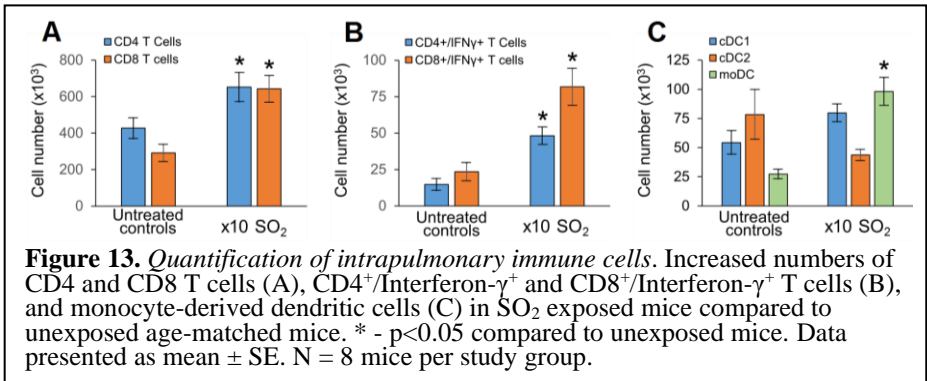 A B C
CD4 T Cells
CD8 T cells
CD4+/IFNγ+ T Cells
CD8+/IFNγ+ T cells
cDC1
cDC2
moDC
Cell number (x10³)
800
600
400
200
0
* *
Untreated controls
x10 SO₂
Cell number (x10³)
100
75
50
25
0
* *
Untreated controls
x10 SO₂
Cell number (x10³)
125
100
75
50
25
0
*
Untreated controls
x10 SO₂
Figure 13. Quantification of intrapulmonary immune cells. Increased numbers of
CD4 and CD8 T cells (A), CD4⁺/Interferon-γ⁺ and CD8⁺/Interferon-γ⁺ T cells (B),
and monocyte-derived dendritic cells (C) in SO₂ exposed mice compared to
unexposed age-matched mice. * - p<0.05 compared to unexposed mice. Data
presented as mean ± SE. N = 8 mice per study group.